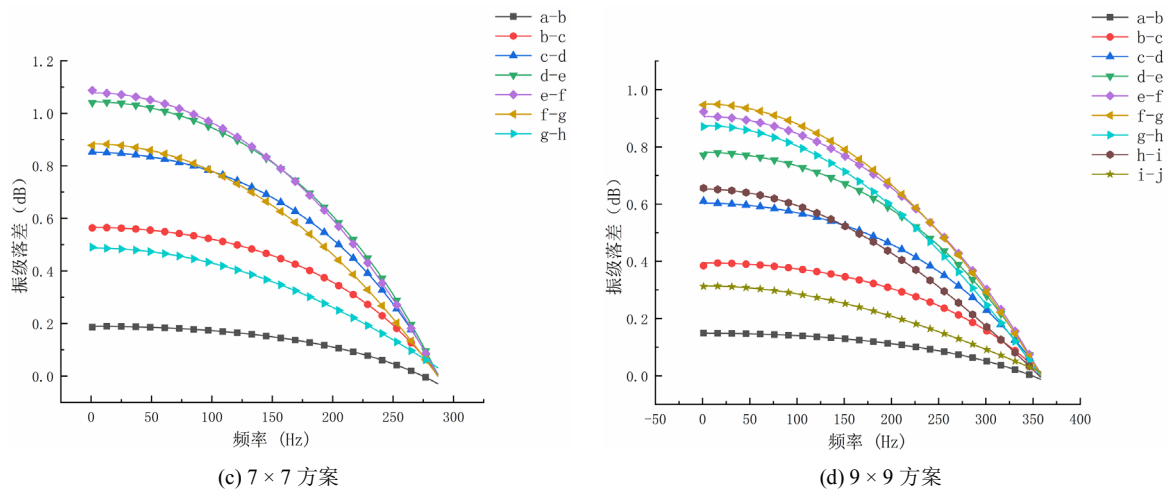 a-b
b-c
c-d
d-e
e-f
f-g
g-h
1.2
1.0
0.8
0.6
0.4
0.2
0.0
振级落差（dB）
0 50 100 150 200 250 300
频率 (Hz)
(c) 7 × 7 方案
a-b
b-c
c-d
d-e
e-f
f-g
g-h
h-i
i-j
1.0
0.8
0.6
0.4
0.2
0.0
振级落差（dB）
-50 0 50 100 150 200 250 300 350 400
频率 (Hz)
(d) 9 × 9 方案